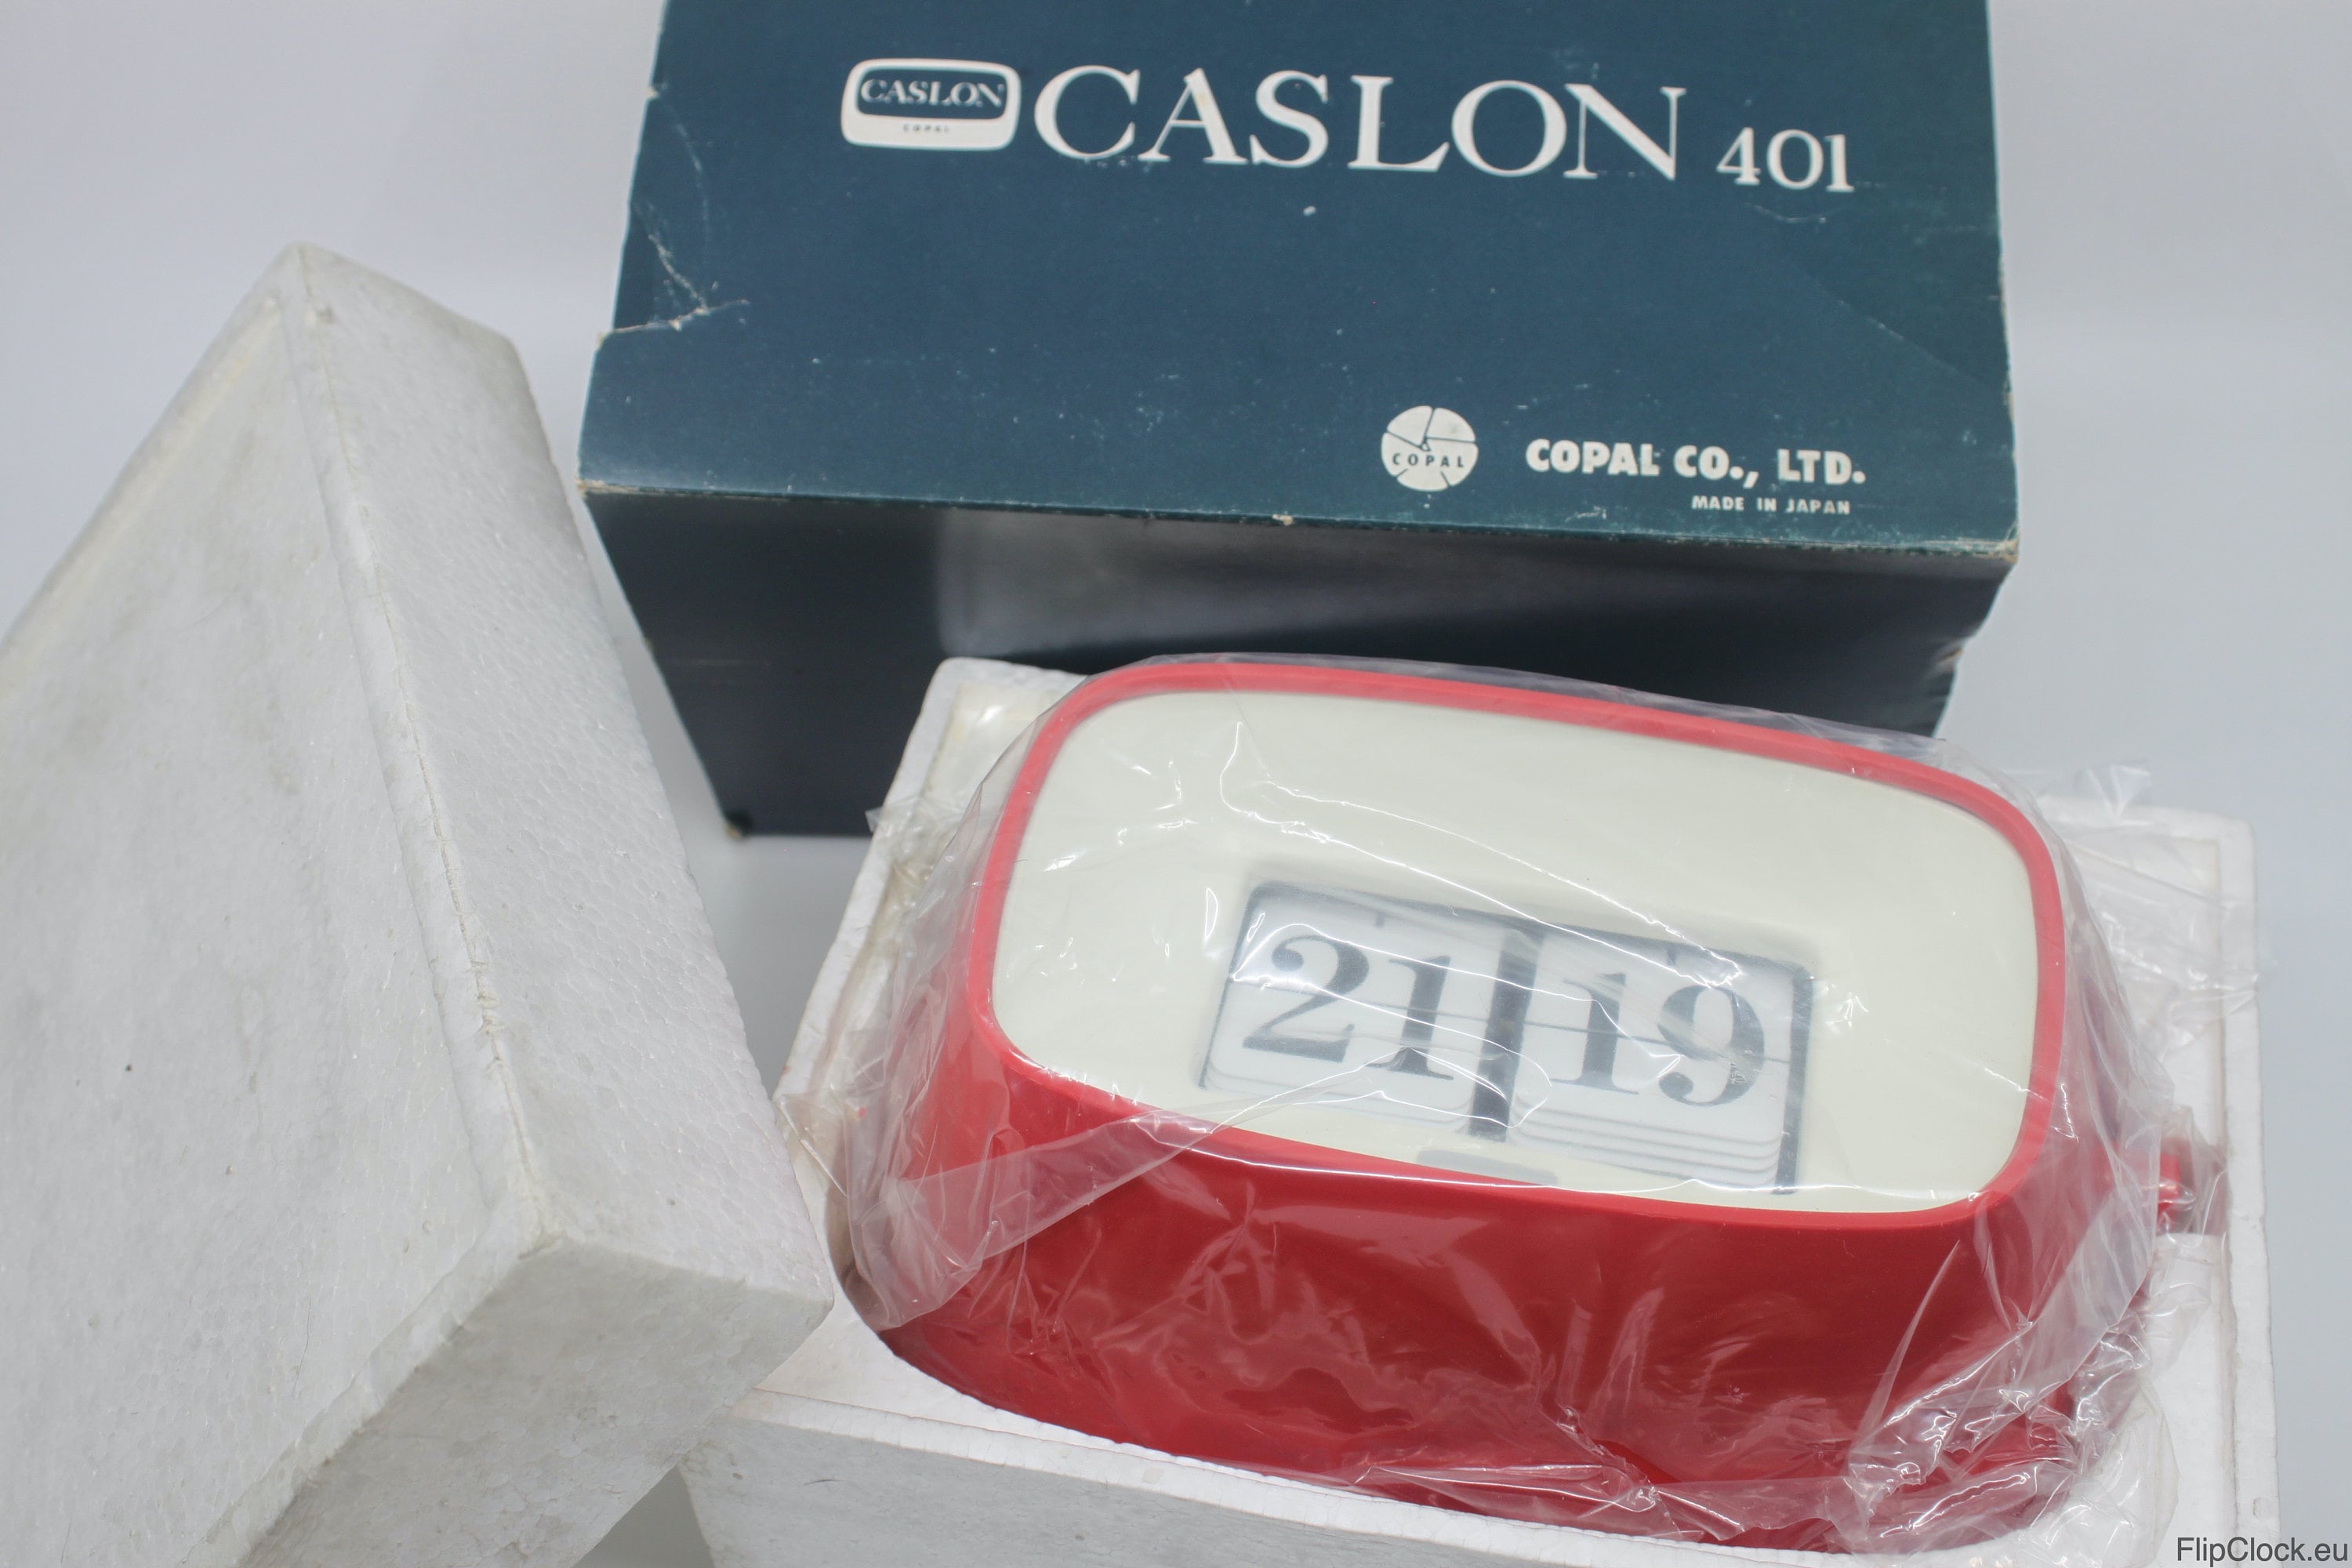 CASLON
COPAL
CASLON 401
COPAL
COPAL CO., LTD.
MADE IN JAPAN
21 19
FlipClock.eu